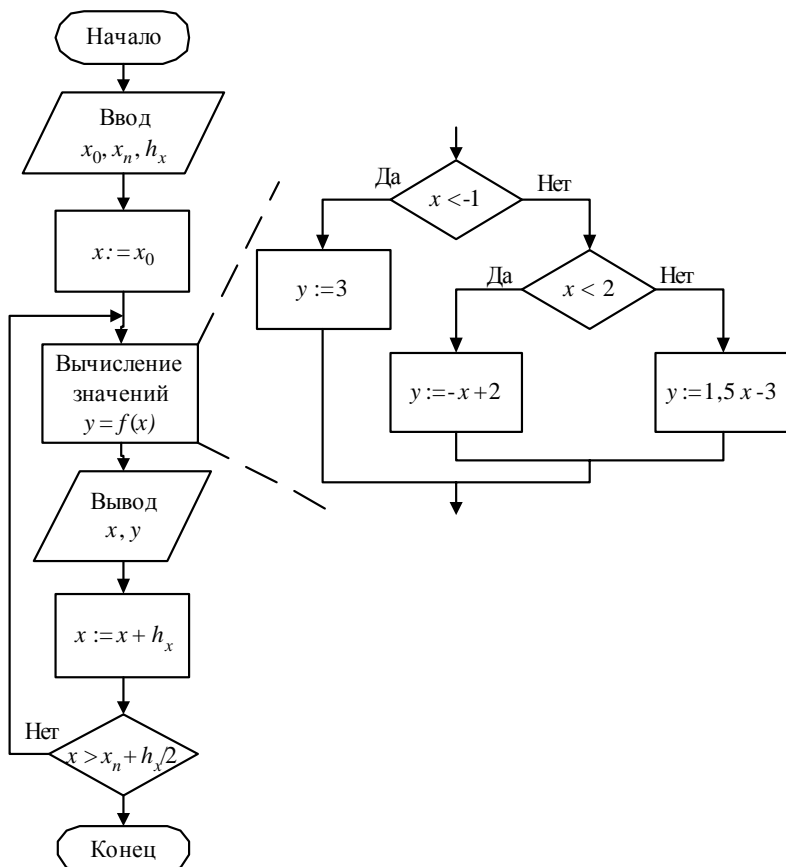 Начало
Ввод
x₀, xₙ, hₓ
x := x₀
Вычисление
значений
y = f(x)
Вывод
x, y
x := x + hₓ
Нет
x > xₙ + hₓ/2
Конец
Да
x < -1
Нет
y := 3
Да
x < 2
Нет
y := -x + 2
y := 1,5 x - 3